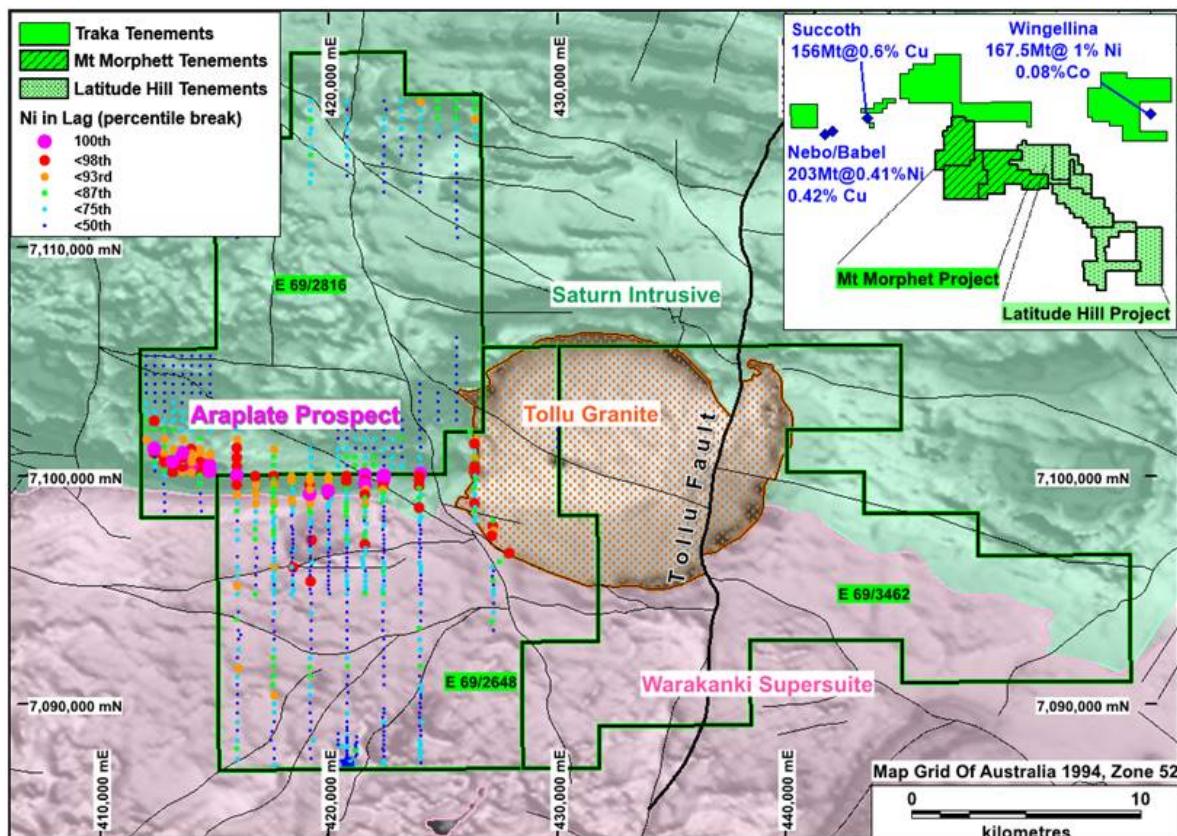 Traka Tenements
Mt Morphett Tenements
Latitude Hill Tenements
Ni in Lag (percentile break)
100th
<98th
<93rd
<87th
<75th
<50th
420,000 mE
430,000 mE
Succoth
156Mt@0.6% Cu
Wingellina
167.5Mt@ 1% Ni
0.08%Co
Nebo/Babel
203Mt@0.41%Ni
0.42% Cu
Mt Morphet Project
Latitude Hill Project
7,110,000 mN
E 69/2816
Saturn Intrusive
Araplate Prospect
Tollu Granite
Tollu Fault
7,100,000 mN
7,100,000 mN
E 69/3462
E 69/2648
Warakanki Supersuite
7,090,000 mN
7,090,000 mN
410,000 mE
420,000 mE
430,000 mE
440,000 mE
Map Grid Of Australia 1994, Zone 52
0 10
kilometres